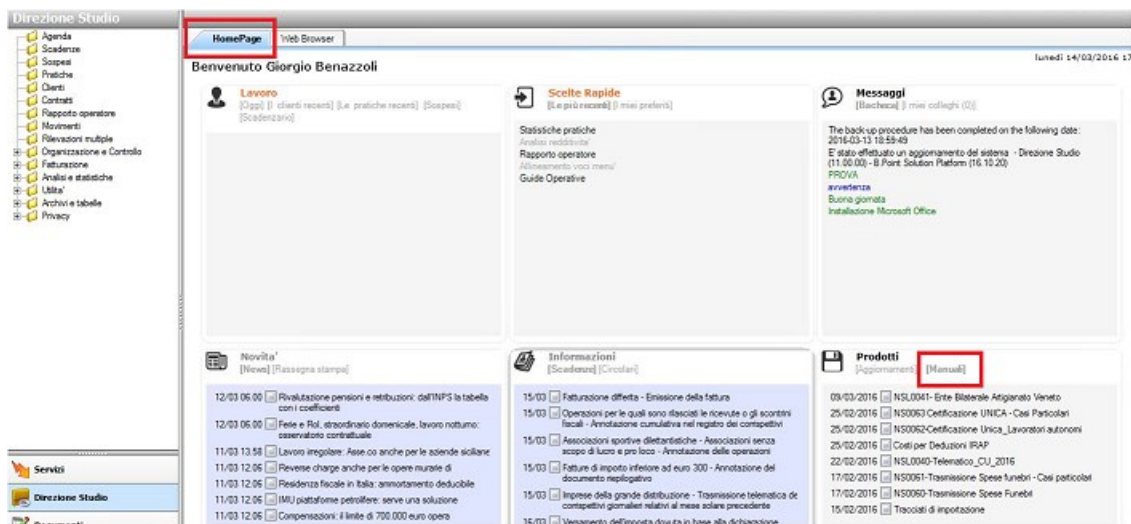 Direzione Studio
Agenda
Scadenze
Sospesi
Pratiche
Clienti
Contratti
Rapporto operatore
Movimenti
Rilevazioni multiple
Organizzazione e Controllo
Fatturazione
Analisi e statistiche
Utilita'
Archivi e tabelle
Privacy
Servizi
Direzione Studio
HomePage
Web Browser
lunedì 14/03/2016 17
Benvenuto Giorgio Benazzoli
Lavoro
[Oggi] [I clienti recenti] [Le pratiche recenti] [Sospesi]
[Scadenzario]
Scelte Rapide
[Le più recenti] [I miei preferiti]
Statistiche pratiche
Analisi redditivita'
Rapporto operatore
Allineamento voci menu'
Guide Operative
Messaggi
[Bacheca] [I miei colleghi (0)]
The back-up procedure has been completed on the following date:
2016-03-13 18:59:49
E' stato effettuato un aggiornamento del sistema - Direzione Studio
(11.00.00) - B.Point Solution Platform (16.10.20)
PROVA
avvertenza
Buona giornata
Installazione Microsoft Office
Novita'
[News] [Rassegna stampa]
12/03 06.00 Rivalutazione pensioni e retribuzioni: dall'INPS la tabella
con i coefficienti
12/03 06.00 Ferie e Rol, straordinario domenicale, lavoro notturno:
osservatorio contrattuale
11/03 13.58 Lavoro irregolare: Asse.co anche per le aziende siciliane
11/03 12.06 Reverse charge anche per le opere murarie di
11/03 12.06 Residenza fiscale in Italia: ammortamento deducibile
11/03 12.06 IMU piattaforme petrolifere: serve una soluzione
11/03 12.06 Compensazioni: il limite di 700.000 euro opera
Informazioni
[Scadenze] [Circolari]
15/03 Fatturazione differita - Emissione della fattura
15/03 Operazioni per le quali sono rilasciati le ricevute o gli scontrini
fiscali - Annotazione cumulativa nel registro dei corrispettivi
15/03 Associazioni sportive dilettantistiche - Associazioni senza
scopo di lucro e pro loco - Annotazione delle operazioni
15/03 Fatture di importo inferiore ad euro 300 - Annotazione del
documento riepilogativo
15/03 Imprese della grande distribuzione - Trasmissione telematica dei
corrispettivi giornalieri relativi al mese solare precedente
16/03 Versamento dell'imposta dovuta in base alla dichiarazione
Prodotti
[Aggiornamenti] [Manuali]
09/03/2016 NSL0041- Ente Bilaterale Artigianato Veneto
25/02/2016 NS0063 Certificazione UNICA - Casi Particolari
25/02/2016 NS0062-Certificazione Unica_Lavoratori autonomi
25/02/2016 Costi per Deduzioni IRAP
22/02/2016 NSL0040-Telematico_CU_2016
17/02/2016 NS0061-Trasmissione Spese funebri - Casi particolari
17/02/2016 NS0060-Trasmissione Spese Funebri
15/02/2016 Tracciati di importazione